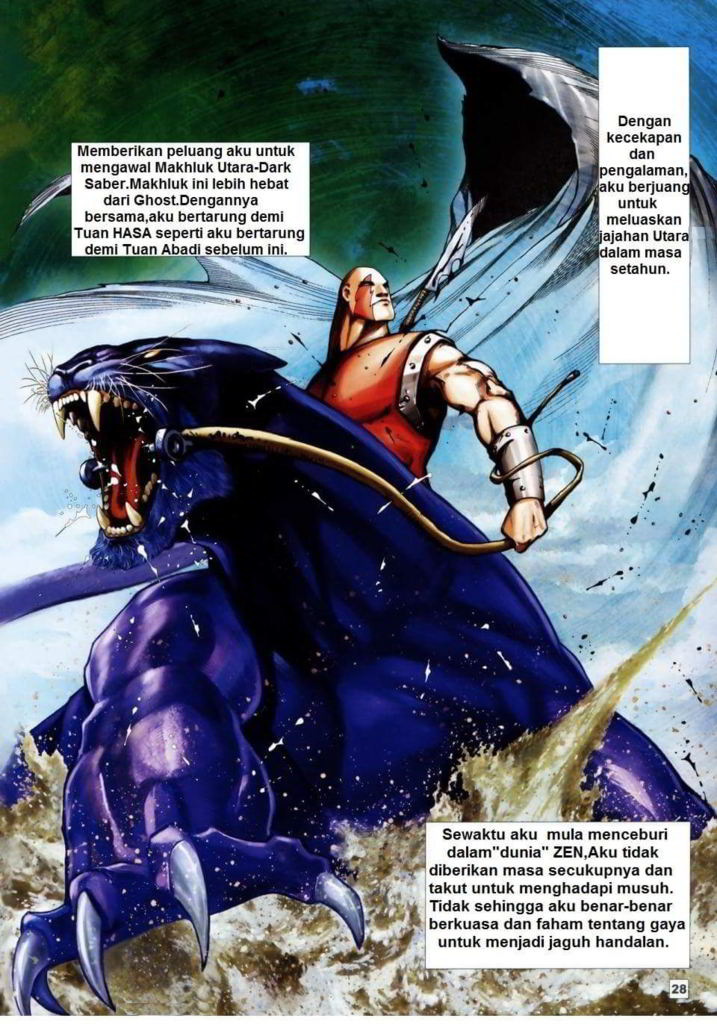 Memberikan peluang aku untuk
mengawal Makhluk Utara-Dark
Saber.Makhluk ini lebih hebat
dari Ghost.Dengannya
bersama,aku bertarung demi
Tuan HASA seperti aku bertarung
demi Tuan Abadi sebelum ini.
Dengan
kecekapan
dan
pengalaman,
aku berjuang
untuk
meluaskan
jajahan Utara
dalam masa
setahun.
Sewaktu aku mula menceburi
dalam"dunia" ZEN,Aku tidak
diberikan masa secukupnya dan
takut untuk menghadapi musuh.
Tidak sehingga aku benar-benar
berkuasa dan faham tentang gaya
untuk menjadi jaguh handalan.
28